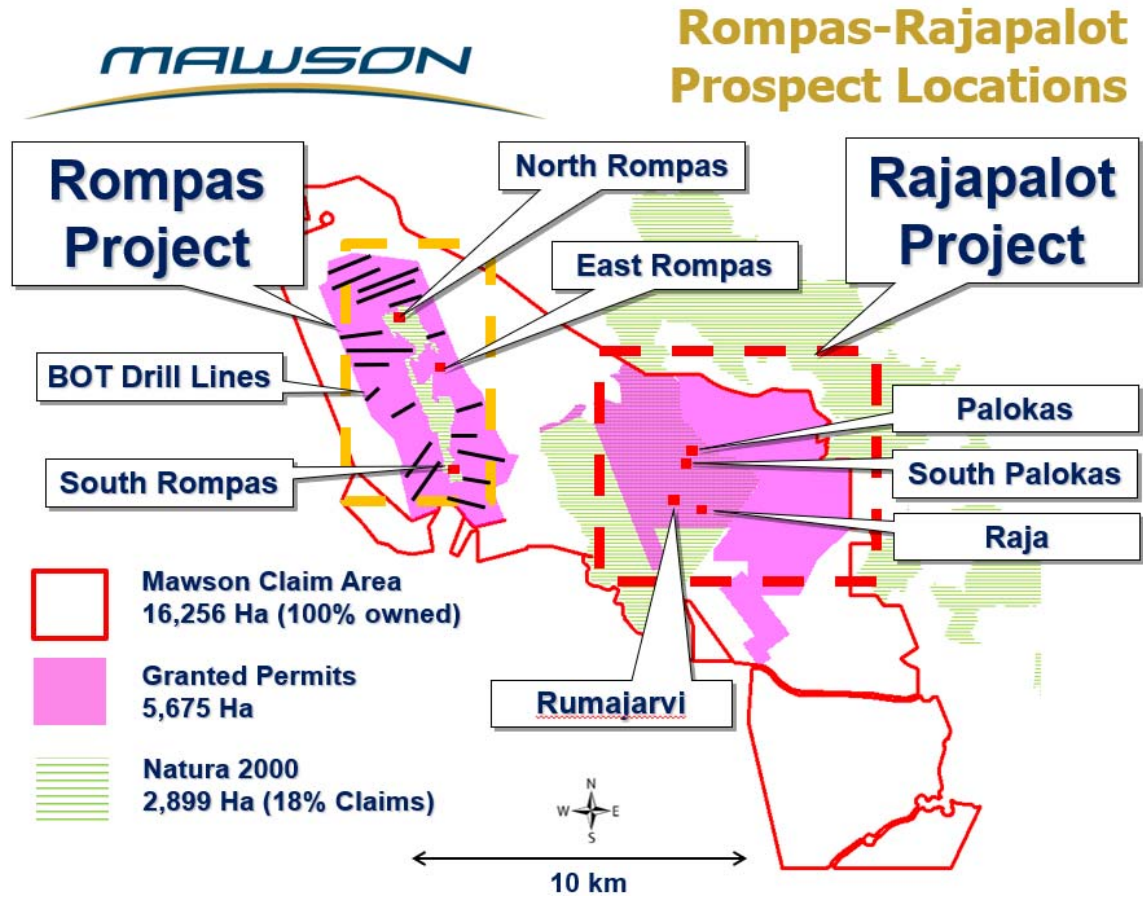 MAWSON
Rompas-Rajapalot
Prospect Locations
Rompas
Project
North Rompas
East Rompas
Rajapalot
Project
BOT Drill Lines
South Rompas
Palokas
South Palokas
Raja
Rumajarvi
Mawson Claim Area
16,256 Ha (100% owned)
Granted Permits
5,675 Ha
Natura 2000
2,899 Ha (18% Claims)
N
W E
S
10 km